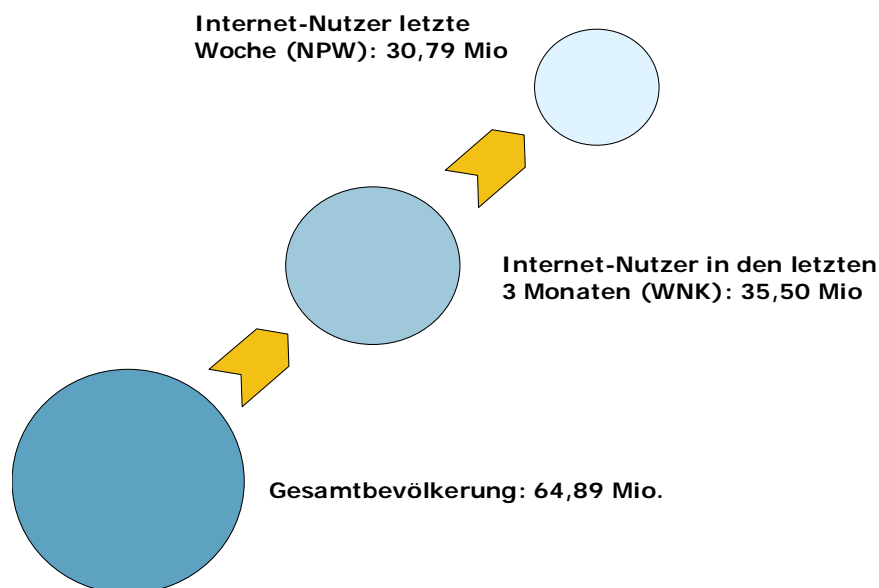 Internet-Nutzer letzte
Woche (NPW): 30,79 Mio
Internet-Nutzer in den letzten
3 Monaten (WNK): 35,50 Mio
Gesamtbevölkerung: 64,89 Mio.